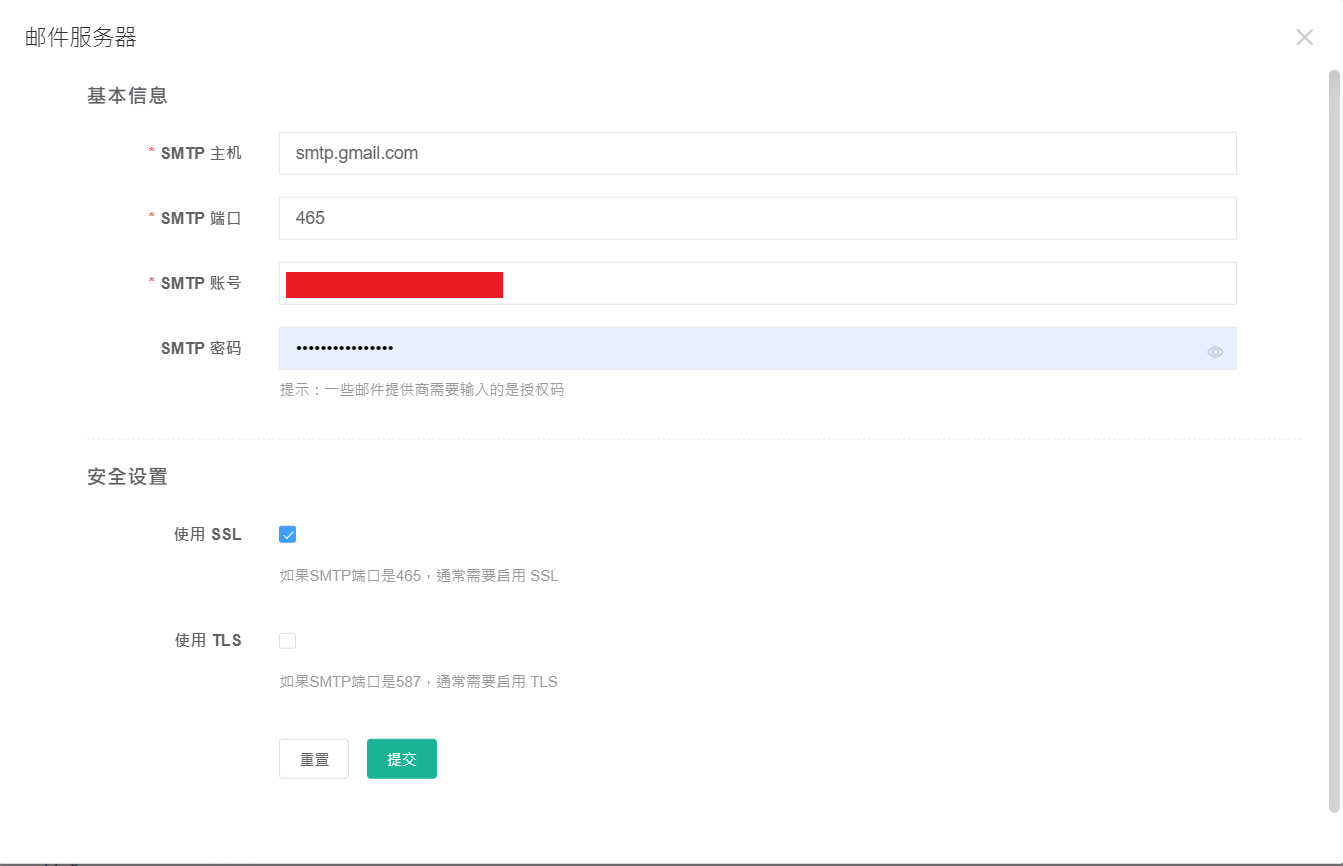 邮件服务器
基本信息
* SMTP 主机
smtp.gmail.com
* SMTP 端口
465
* SMTP 账号
SMTP 密码
••••••••••••••••
提示：一些邮件提供商需要输入的是授权码
安全设置
使用 SSL
如果SMTP端口是465，通常需要启用 SSL
使用 TLS
如果SMTP端口是587，通常需要启用 TLS
重置
提交